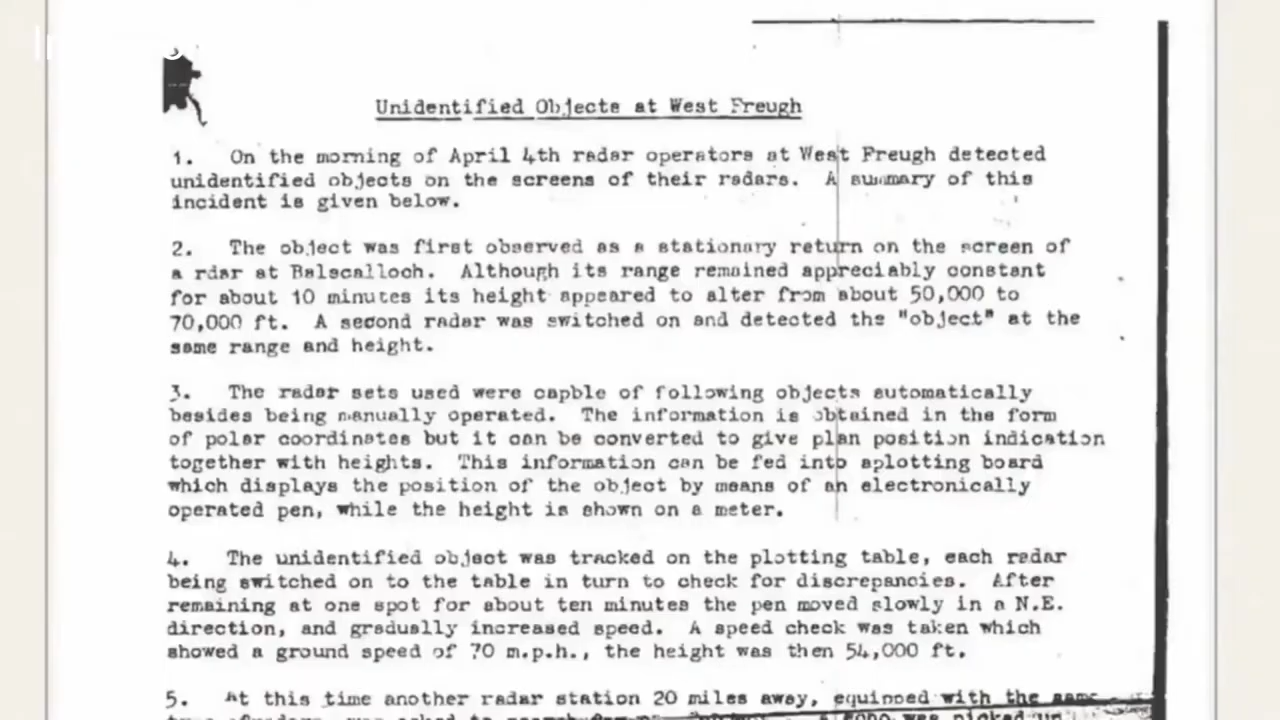 Unidentified Objects at West Freugh
1. On the morning of April 4th radar operators at West Freugh detected
unidentified objects on the screens of their radars. A summary of this
incident is given below.
2. The object was first observed as a stationary return on the screen of
a rdar at Balscalloch. Although its range remained appreciably constant
for about 10 minutes its height appeared to alter from about 50,000 to
70,000 ft. A second radar was switched on and detected the "object" at the
same range and height.
3. The radar sets used were capble of following objects automatically
besides being manually operated. The information is obtained in the form
of polar coordinates but it can be converted to give plan position indication
together with heights. This information can be fed into aplotting board
which displays the position of the object by means of an electronically
operated pen, while the height is shown on a meter.
4. The unidentified object was tracked on the plotting table, each radar
being switched on to the table in turn to check for discrepancies. After
remaining at one spot for about ten minutes the pen moved slowly in a N.E.
direction, and gradually increased speed. A speed check was taken which
showed a ground speed of 70 m.p.h., the height was then 54,000 ft.
5. At this time another radar station 20 miles away, equipped with the same
was asked to
was picked up